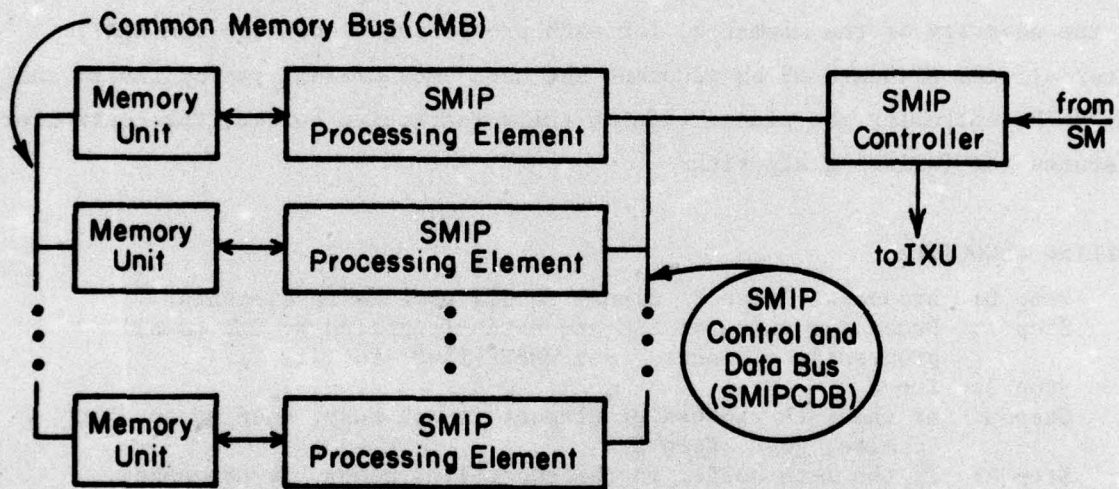 Common Memory Bus (CMB)
Memory
Unit
SMIP
Processing Element
SMIP
Controller
from
SM
Memory
Unit
SMIP
Processing Element
to IXU
SMIP
Control and
Data Bus
(SMIPCDB)
Memory
Unit
SMIP
Processing Element